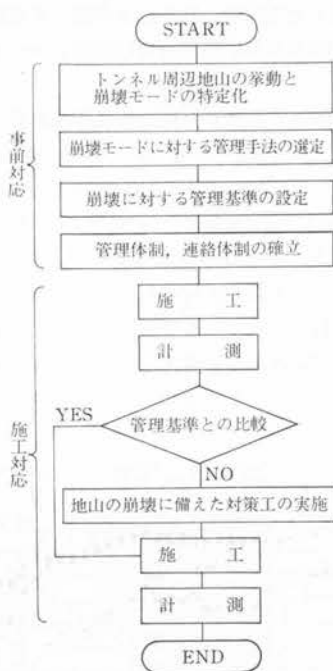 START
トンネル周辺地山の挙動と
崩壊モードの特定化
崩壊モードに対する管理手法の選定
崩壊に対する管理基準の設定
管理体制，連絡体制の確立
事前対応
施　　工
計　　測
管理基準との比較
YES
NO
地山の崩壊に備えた対策工の実施
施　　工
計　　測
施工対応
END